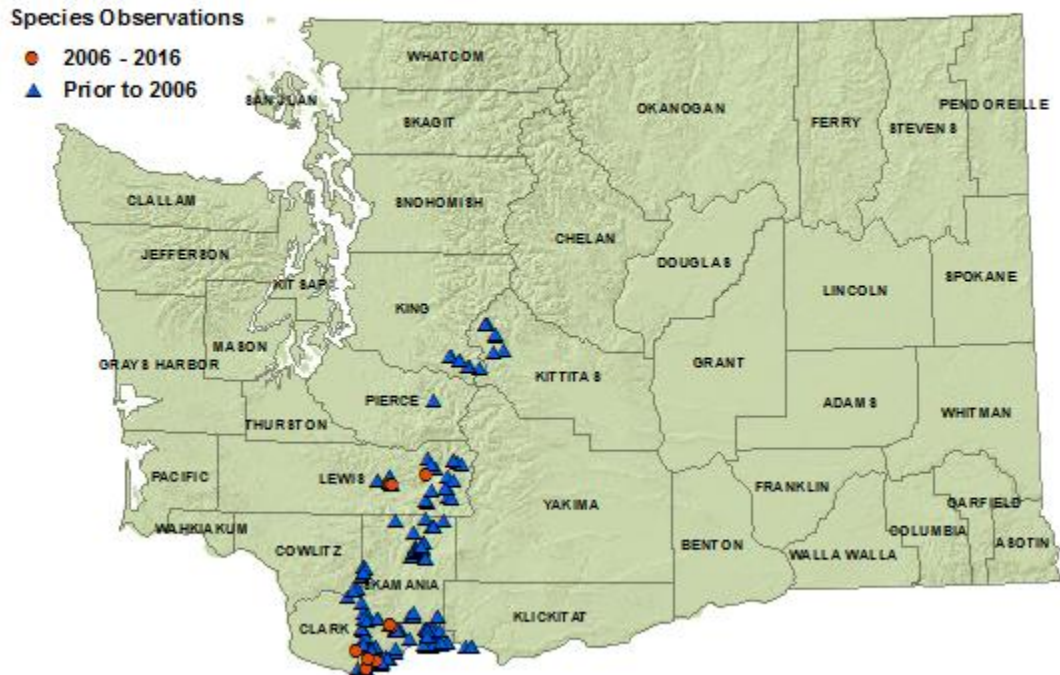 Species Observations
2006 - 2016
Prior to 2006
WHATCOM
SAN JUAN
OKANOGAN
PEND OREILLE
SKAGIT
FERRY
STEVENS
CLALLAM
SNOHOMISH
CHELAN
JEFFERSON
DOUGLAS
KITSAP
SPOKANE
LINCOLN
KING
MASON
GRAYS HARBOR
GRANT
KITTITAS
PIERCE
ADAMS
WHITMAN
THURSTON
PACIFIC
LEWIS
FRANKLIN
YAKIMA
GARFIELD
WAHKIAKUM
COLUMBIA
ASOTIN
COWLITZ
BENTON
WALLA WALLA
SKAMANIA
KLICKITAT
CLARK